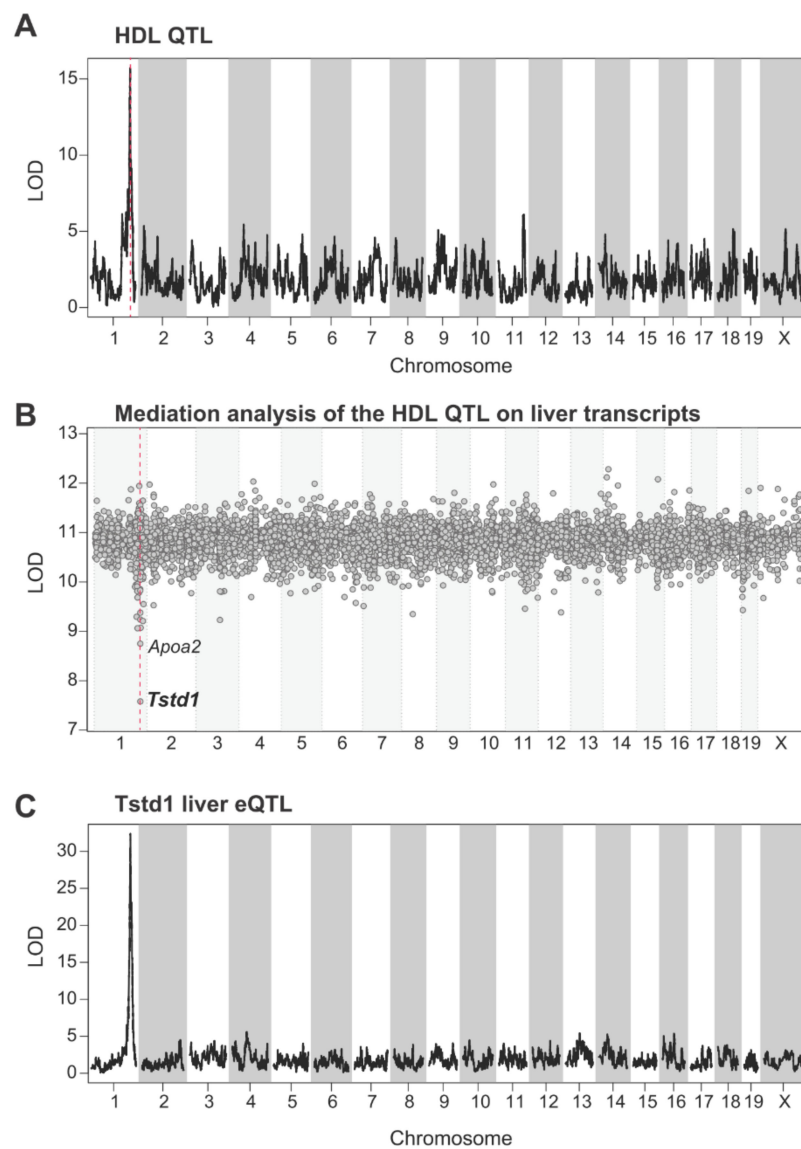 A
HDL QTL
LOD
15
10
5
0
1 2 3 4 5 6 7 8 9 10 11 12 13 14 15 16 17 18 19 X
Chromosome
B
Mediation analysis of the HDL QTL on liver transcripts
LOD
13
12
11
10
9
8
7
Apoa2
Tstd1
1 2 3 4 5 6 7 8 9 10 11 12 13 14 15 16 17 18 19 X
C
Tstd1 liver eQTL
LOD
30
25
20
15
10
5
0
1 2 3 4 5 6 7 8 9 10 11 12 13 14 15 16 17 18 19 X
Chromosome